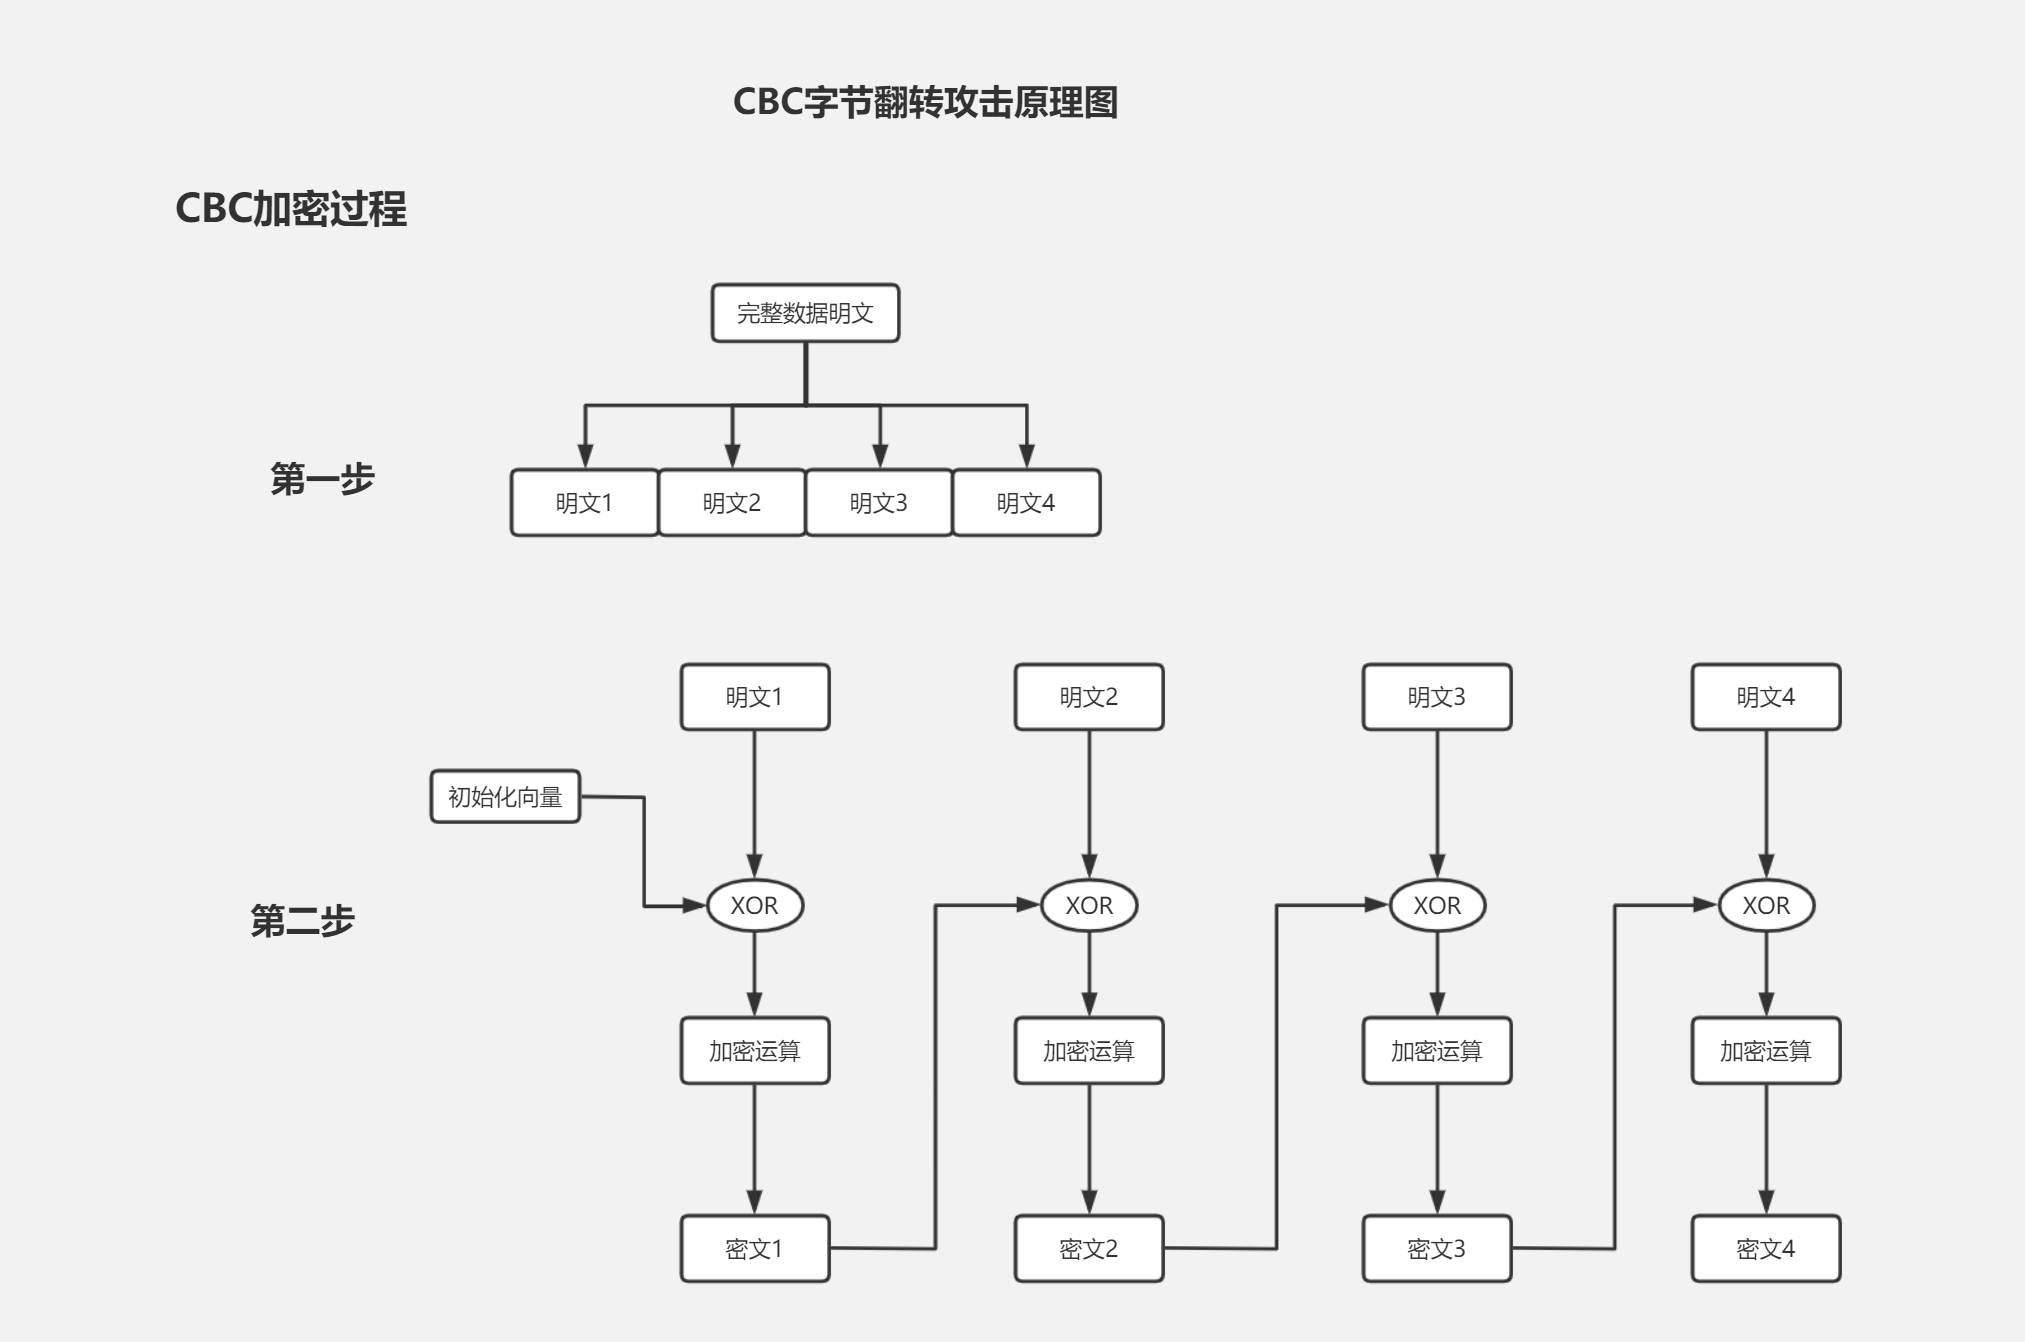 CBC字节翻转攻击原理图
CBC加密过程
完整数据明文
第一步
明文1 明文2 明文3 明文4
明文1 明文2 明文3 明文4
初始化向量
第二步
XOR XOR XOR XOR
加密运算 加密运算 加密运算 加密运算
密文1 密文2 密文3 密文4